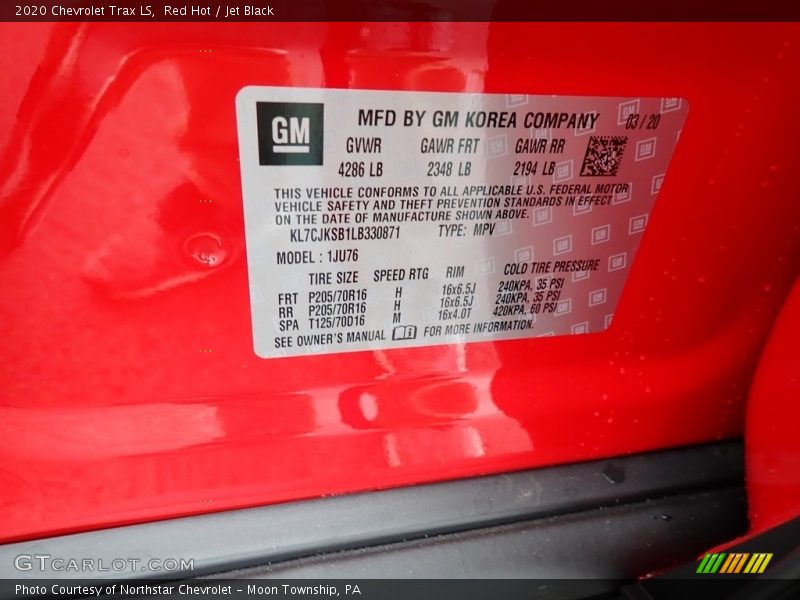 2020 Chevrolet Trax LS,  Red Hot / Jet Black
GM
MFD BY GM KOREA COMPANY 03/20
GVWR GAWR FRT GAWR RR
4286 LB 2348 LB 2194 LB
THIS VEHICLE CONFORMS TO ALL APPLICABLE U.S. FEDERAL MOTOR
VEHICLE SAFETY AND THEFT PREVENTION STANDARDS IN EFFECT
ON THE DATE OF MANUFACTURE SHOWN ABOVE.
KL7CJKSB1LB330871 TYPE: MPV
MODEL : 1JU76
TIRE SIZE SPEED RTG RIM COLD TIRE PRESSURE
FRT P205/70R16 H 16x6.5J 240KPA, 35 PSI
RR P205/70R16 H 16x6.5J 240KPA, 35 PSI
SPA T125/70D16 M 16x4.0T 420KPA, 60 PSI
SEE OWNER'S MANUAL FOR MORE INFORMATION.
GTCARLOT.COM
Photo Courtesy of Northstar Chevrolet - Moon Township, PA